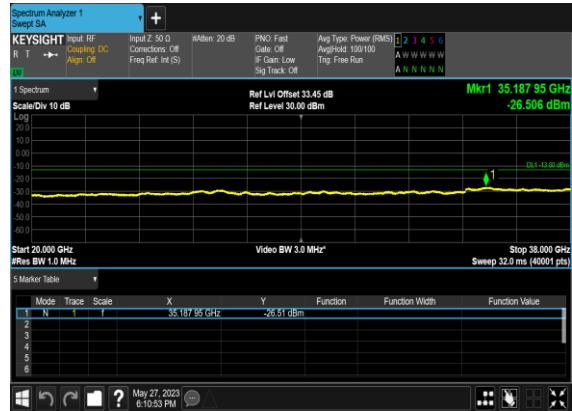 Spectrum Analyzer 1
Swept SA
KEYSIGHT Input: RF Input Z: 50 Ω #Atten: 20 dB PNO: Fast Avg Type: Power (RMS) 1 2 3 4 5 6
R T Coupling: DC Corrections: Off Gate: Off Avg|Hold: 100/100 A W W W W W
Align: Off Freq Ref: Int (S) IF Gain: Low Trig: Free Run
LW Sig Track: Off A N N N N N
1 Spectrum Ref Lvl Offset 33.45 dB Mkr1 35.187 95 GHz
Scale/Div 10 dB Ref Level 30.00 dBm -26.506 dBm
Log
20.0
10.0
0.00
-10.0
DL1 -13.00 dBm
1
-20.0
-30.0
-40.0
-50.0
-60.0
Start 20.000 GHz Video BW 3.0 MHz* Stop 38.000 GHz
#Res BW 1.0 MHz Sweep 32.0 ms (40001 pts)
5 Marker Table
Mode Trace Scale X Y Function Function Width Function Value
1 N 1 f 35.187 95 GHz -26.51 dBm
2
3
4
5
6
? May 27, 2023
6:10:53 PM